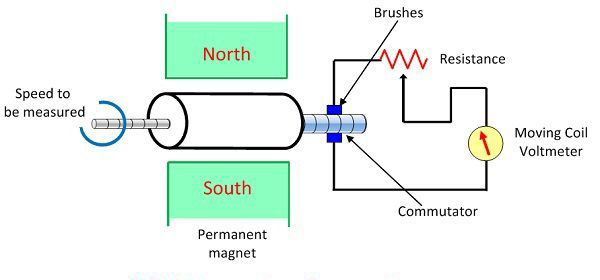 Brushes
North
Resistance
Speed to
be measured
Moving Coil
Voltmeter
South
Commutator
Permanent
magnet